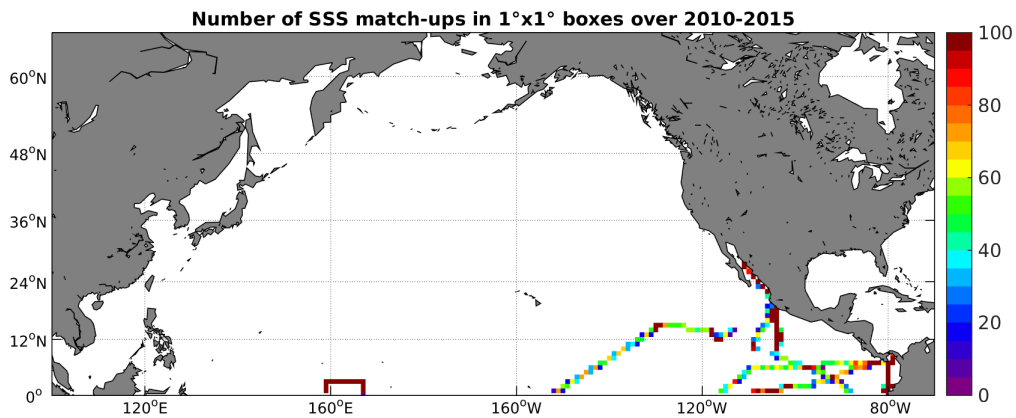 Number of SSS match-ups in 1°x1° boxes over 2010-2015
60°N
48°N
36°N
24°N
12°N
0°
120°E
160°E
160°W
120°W
80°W
100
80
60
40
20
0